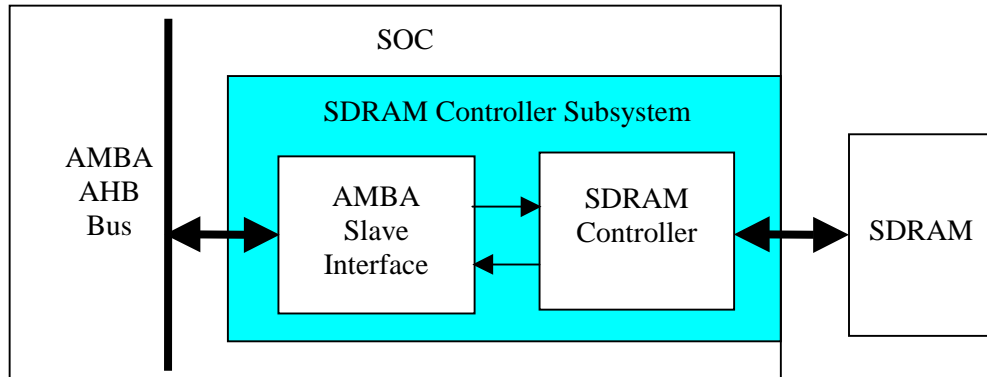 SOC
SDRAM Controller Subsystem
AMBA
AHB
Bus
AMBA
Slave
Interface
SDRAM
Controller
SDRAM